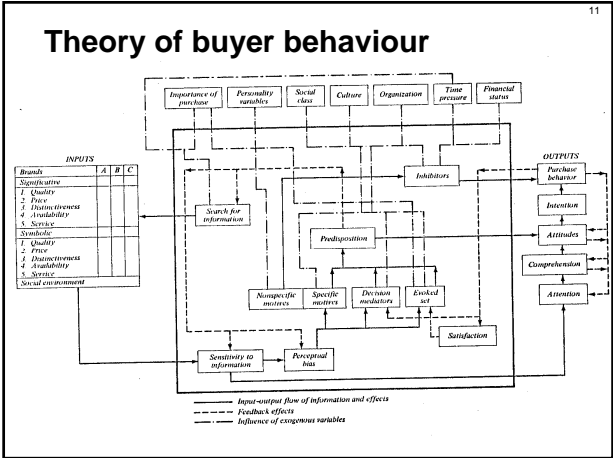 11
Theory of buyer behaviour
Importance of
purchase
Personality
variables
Social
class
Culture
Organization
Time
pressure
Financial
status
INPUTS
Brands A B C
Significative
1. Quality
2. Price
3. Distinctiveness
4. Availability
5. Service
Symbolic
1. Quality
2. Price
3. Distinctiveness
4. Availability
5. Service
Social environment
Search for
information
Inhibitors
Predisposition
Nonspecific
motives
Specific
motives
Decision
mediators
Evoked
set
Satisfaction
Sensitivity to
information
Perceptual
bias
OUTPUTS
Purchase
behavior
Intention
Attitudes
Comprehension
Attention
Input-output flow of information and effects
Feedback effects
Influence of exogenous variables